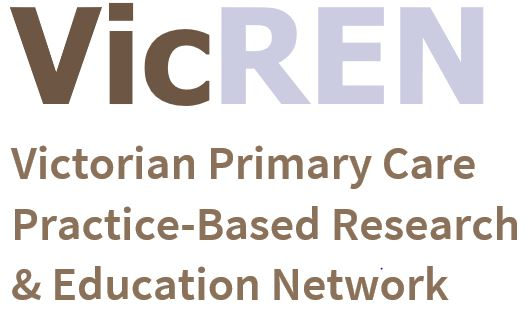 VicREN
Victorian Primary Care
Practice-Based Research
& Education Network